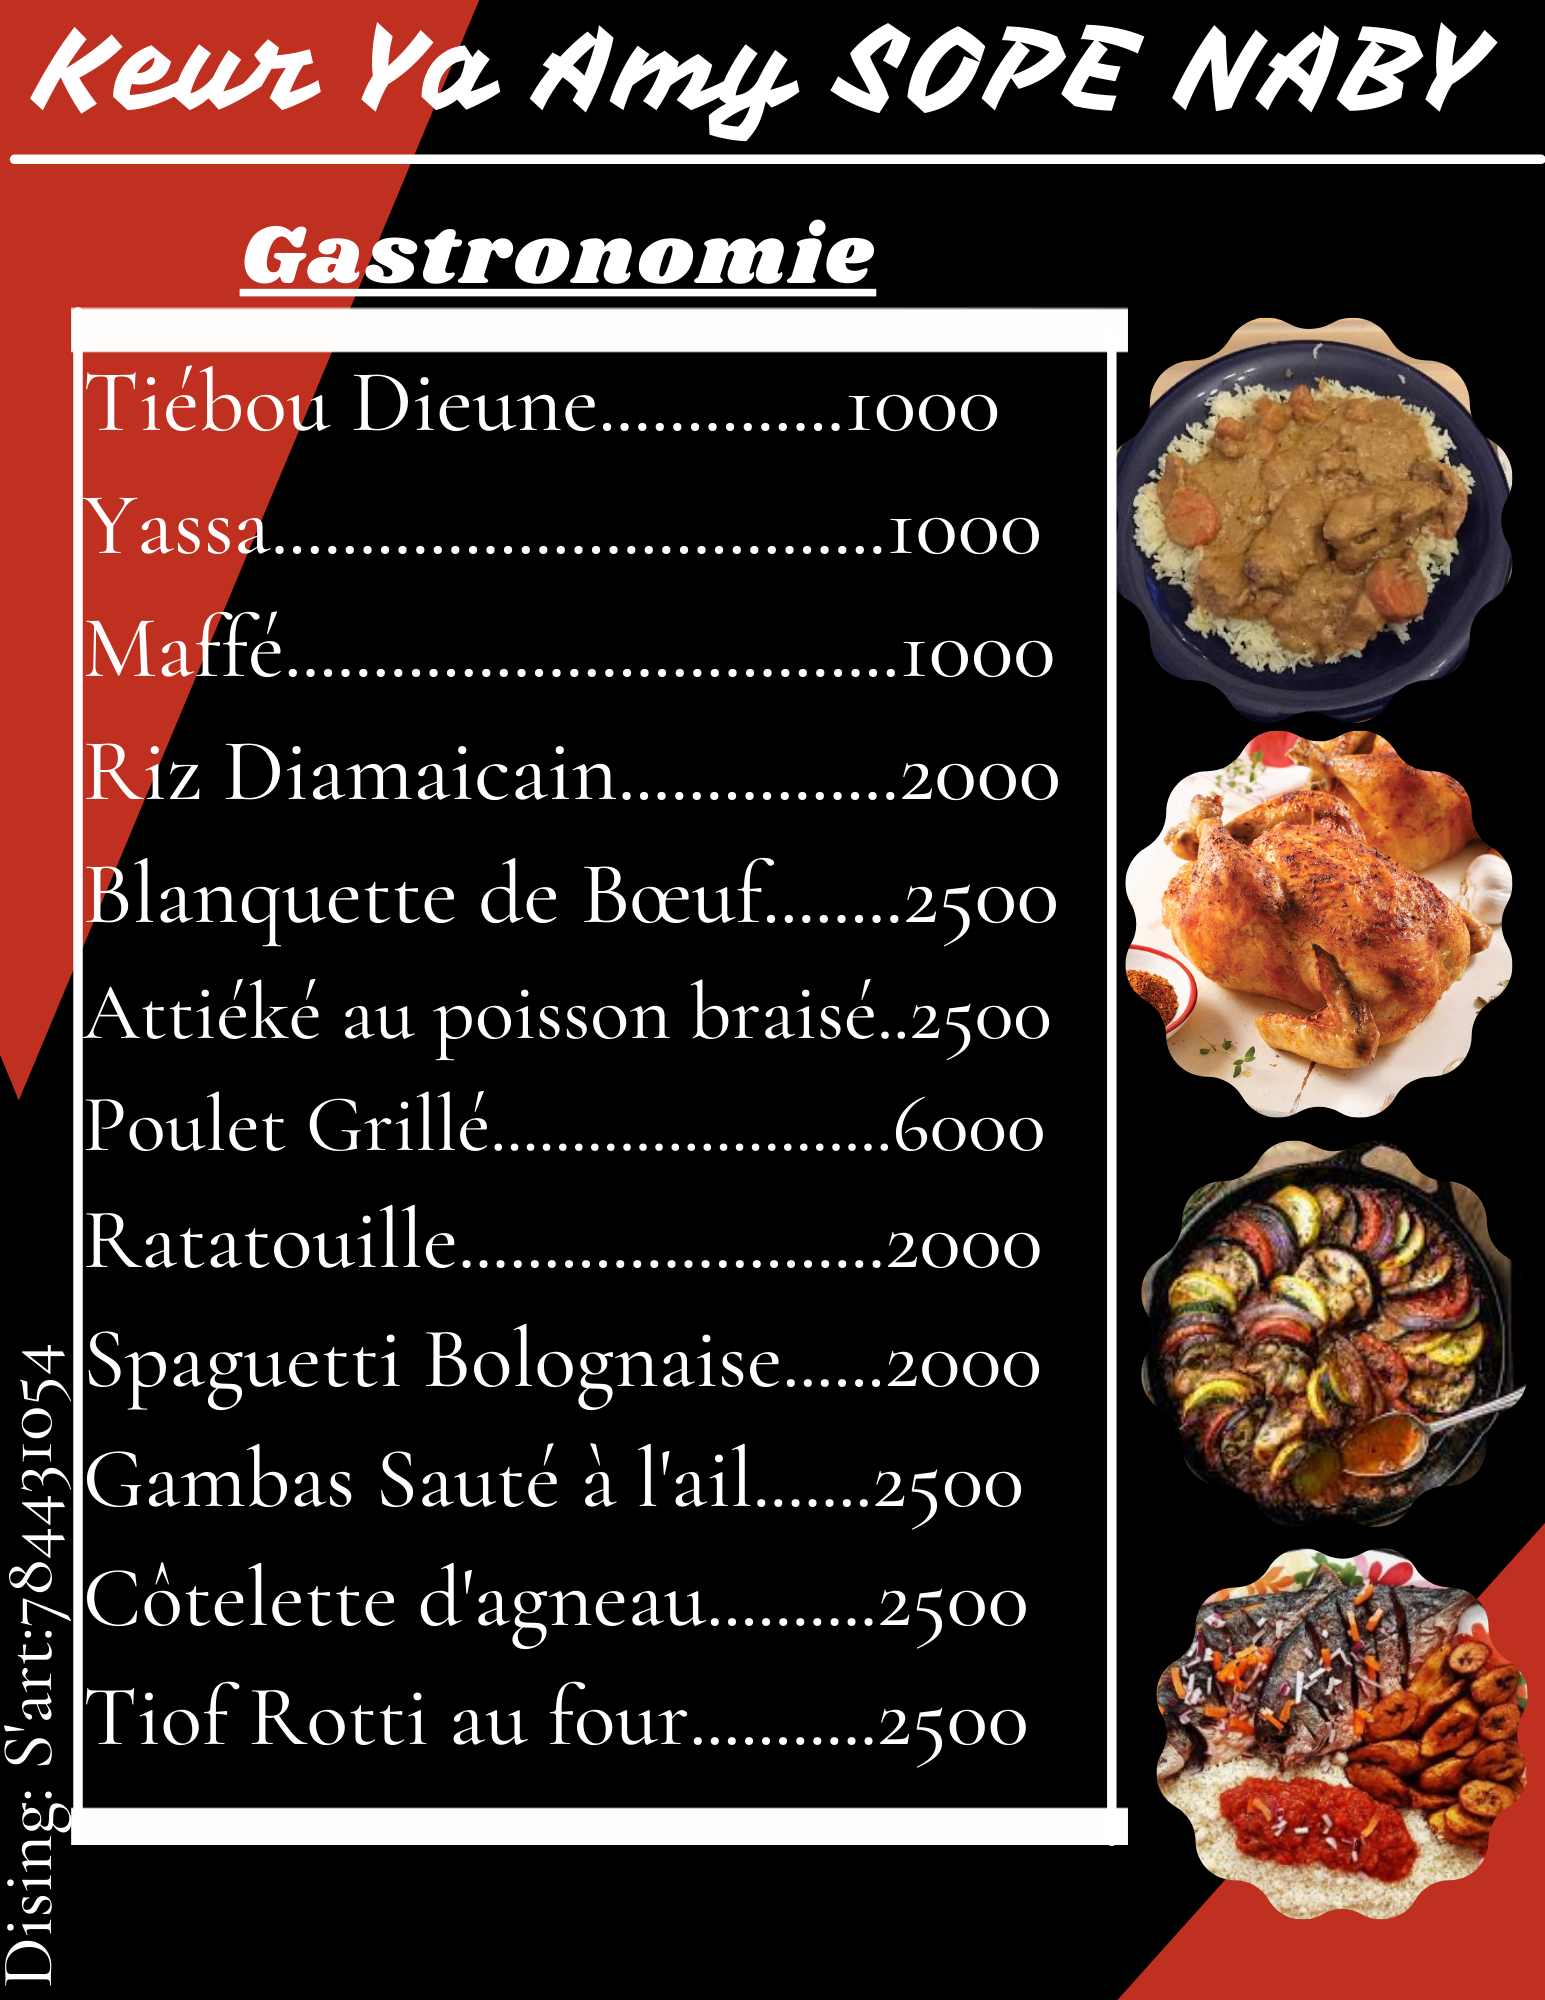 Keur Ya Amy SOPE NABY
Gastronomie
Tiébou Dieune..............1000
Yassa...................................1000
Maffé...................................1000
Riz Diamaicain................2000
Blanquette de Bœuf........2500
Attiéké au poisson braisé..2500
Poulet Grillé.........................6000
Ratatouille.........................2000
Spaguetti Bolognaise......2000
Gambas Sauté à l'ail.......2500
Côtelette d'agneau..........2500
Tiof Rotti au four...........2500
Dising: S'art:784431054